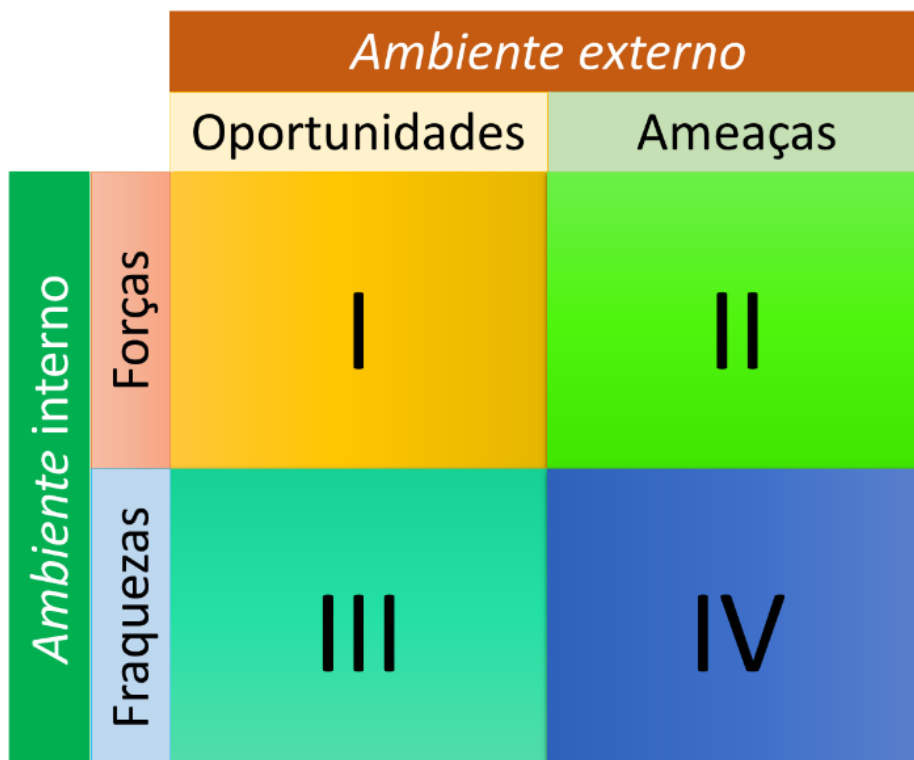 Ambiente externo
Oportunidades
Ameaças
Ambiente interno
Forças
I
II
Fraquezas
III
IV